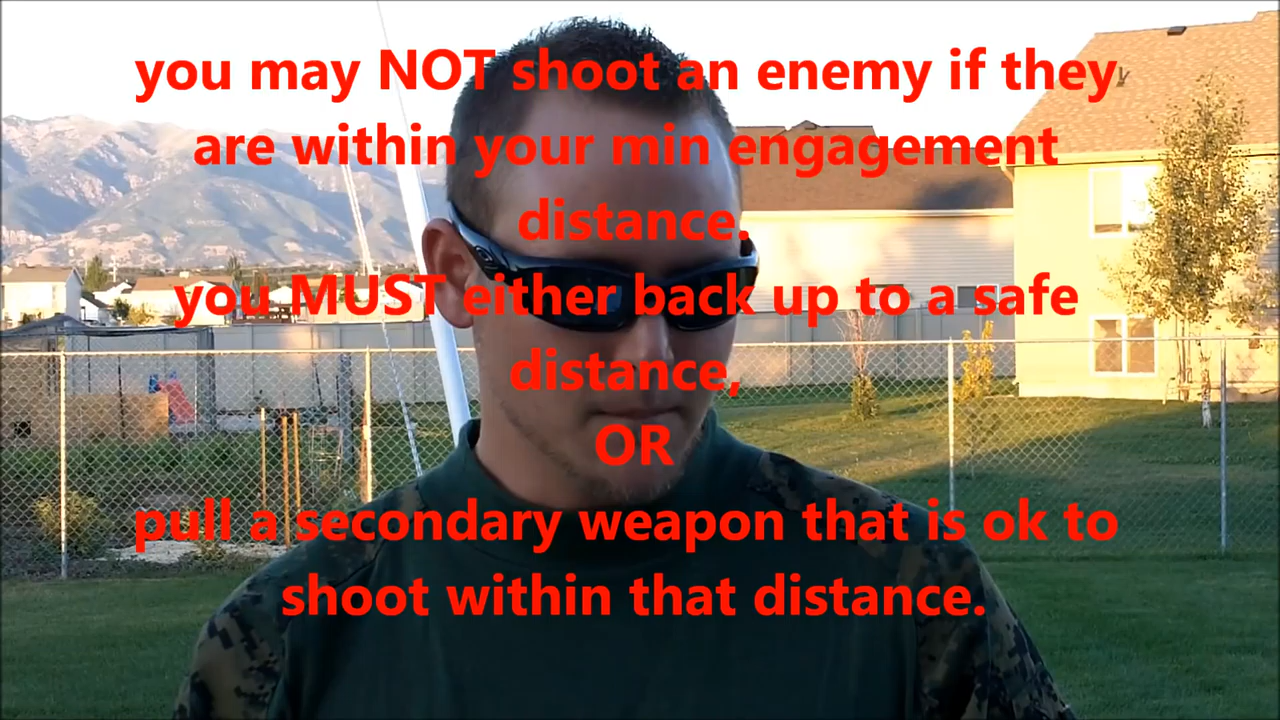 you may NOT shoot an enemy if they
are within your min engagement
distance.
you MUST either back up to a safe
distance,
OR
pull a secondary weapon that is ok to
shoot within that distance.